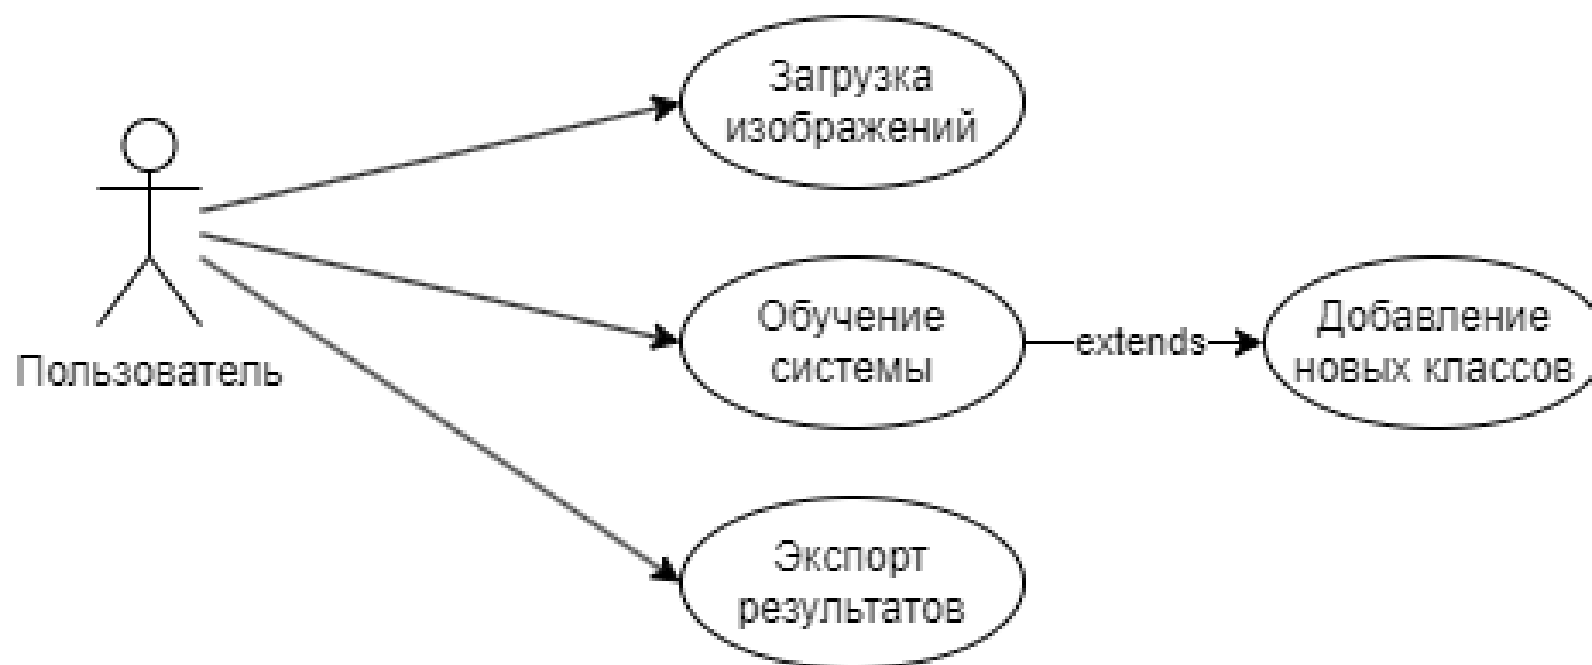 Загрузка
изображений
Пользователь
Обучение
системы
extends
Добавление
новых классов
Экспорт
результатов